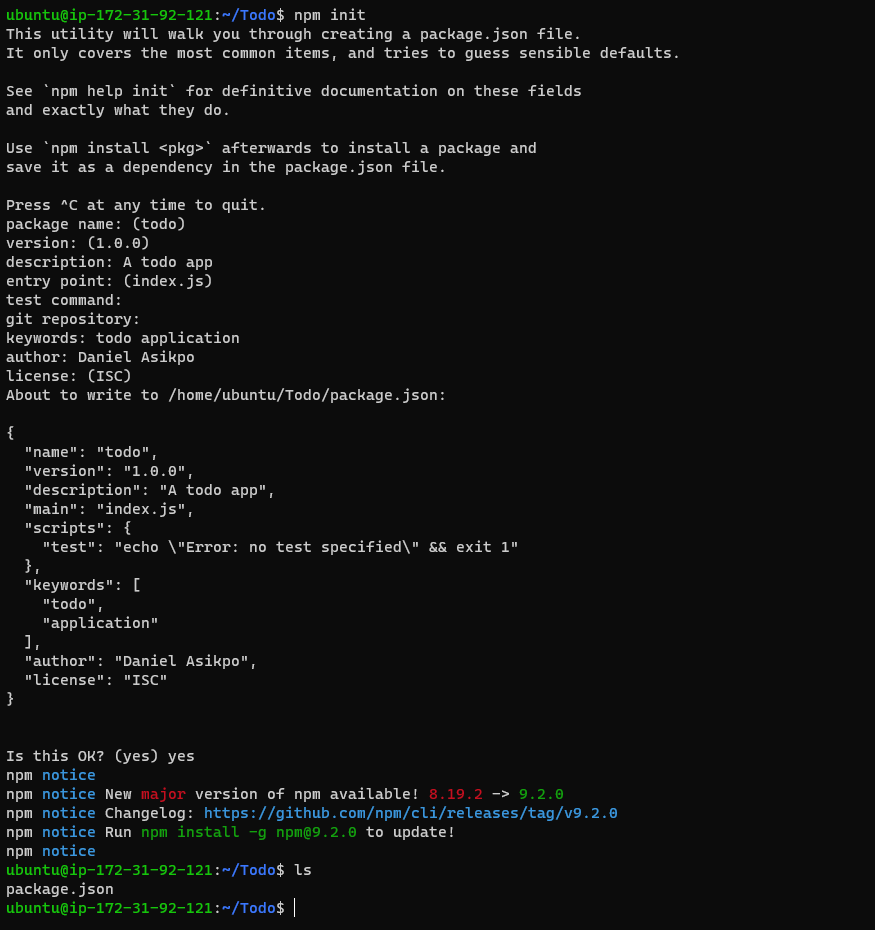 ubuntu@ip-172-31-92-121:~/Todo$ npm init
This utility will walk you through creating a package.json file.
It only covers the most common items, and tries to guess sensible defaults.
See `npm help init` for definitive documentation on these fields
and exactly what they do.
Use `npm install <pkg>` afterwards to install a package and
save it as a dependency in the package.json file.
Press ^C at any time to quit.
package name: (todo)
version: (1.0.0)
description: A todo app
entry point: (index.js)
test command:
git repository:
keywords: todo application
author: Daniel Asikpo
license: (ISC)
About to write to /home/ubuntu/Todo/package.json:
{
  "name": "todo",
  "version": "1.0.0",
  "description": "A todo app",
  "main": "index.js",
  "scripts": {
    "test": "echo \"Error: no test specified\" && exit 1"
  },
  "keywords": [
    "todo",
    "application"
  ],
  "author": "Daniel Asikpo",
  "license": "ISC"
}
Is this OK? (yes) yes
npm notice
npm notice New major version of npm available! 8.19.2 -> 9.2.0
npm notice Changelog: https://github.com/npm/cli/releases/tag/v9.2.0
npm notice Run npm install -g npm@9.2.0 to update!
npm notice
ubuntu@ip-172-31-92-121:~/Todo$ ls
package.json
ubuntu@ip-172-31-92-121:~/Todo$